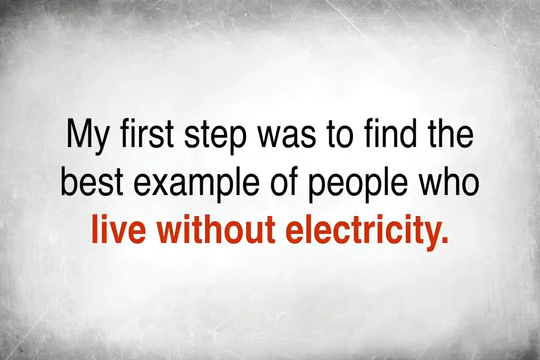 My first step was to find the
best example of people who
live without electricity.